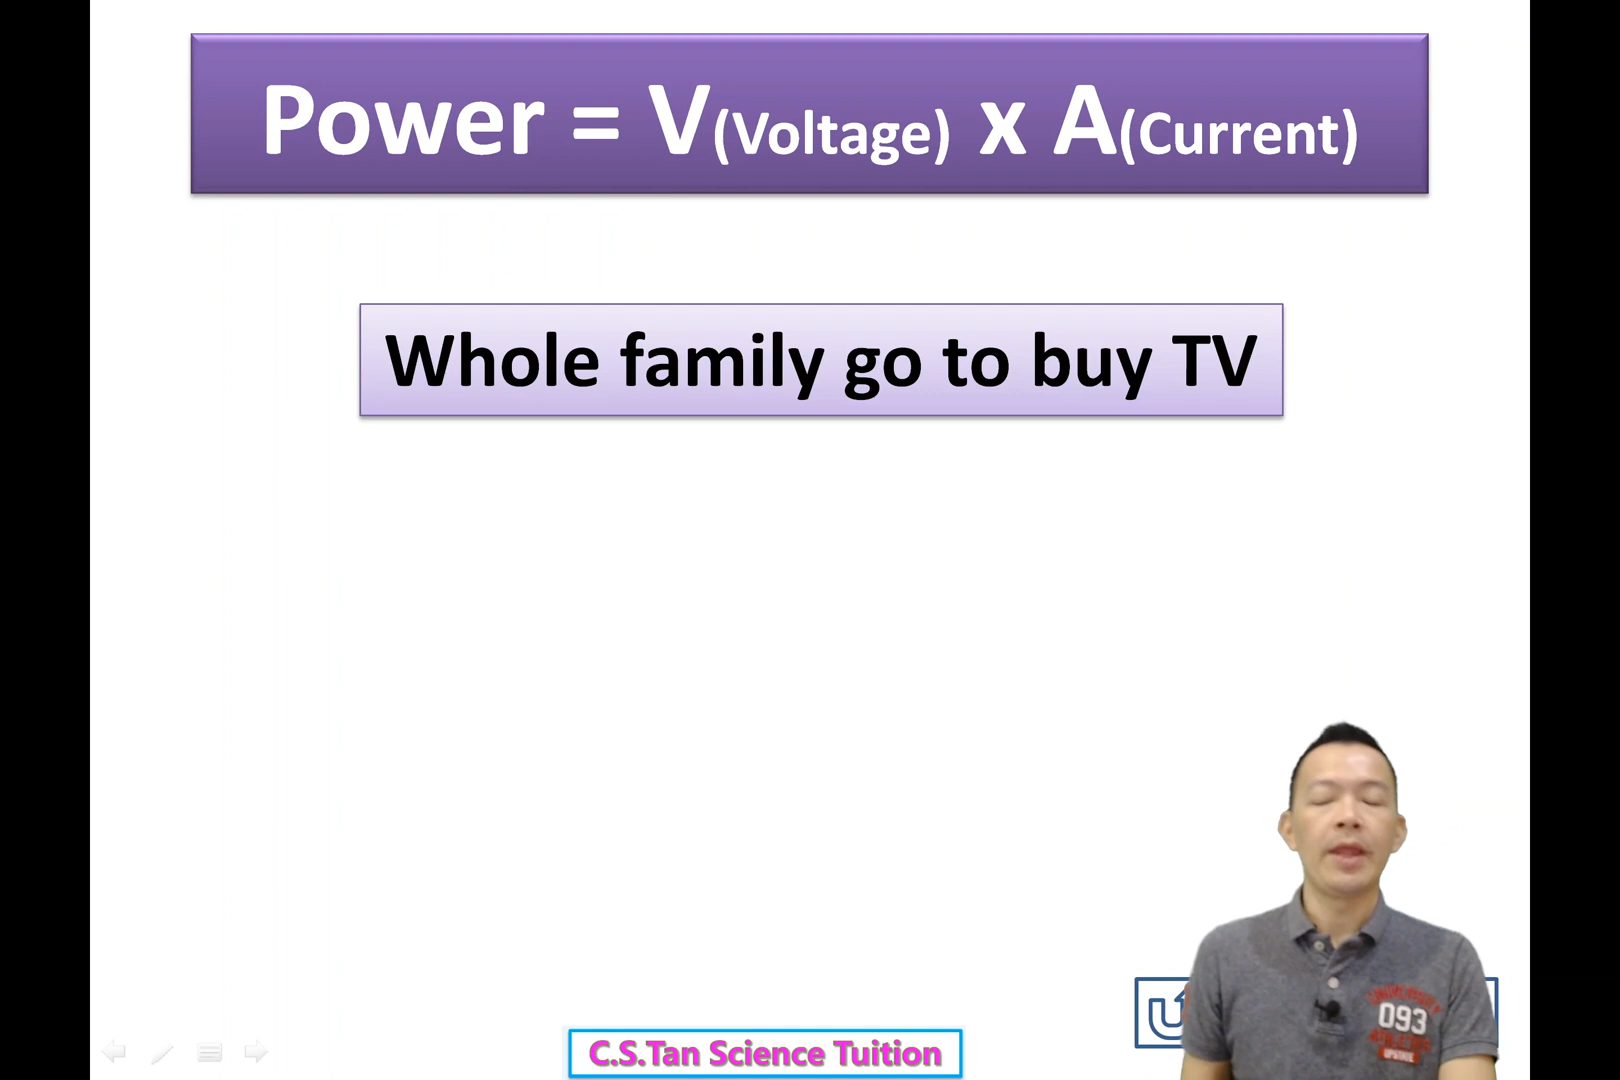 Power = V(Voltage) x A(Current)
Whole family go to buy TV
093
C.S.Tan Science Tuition